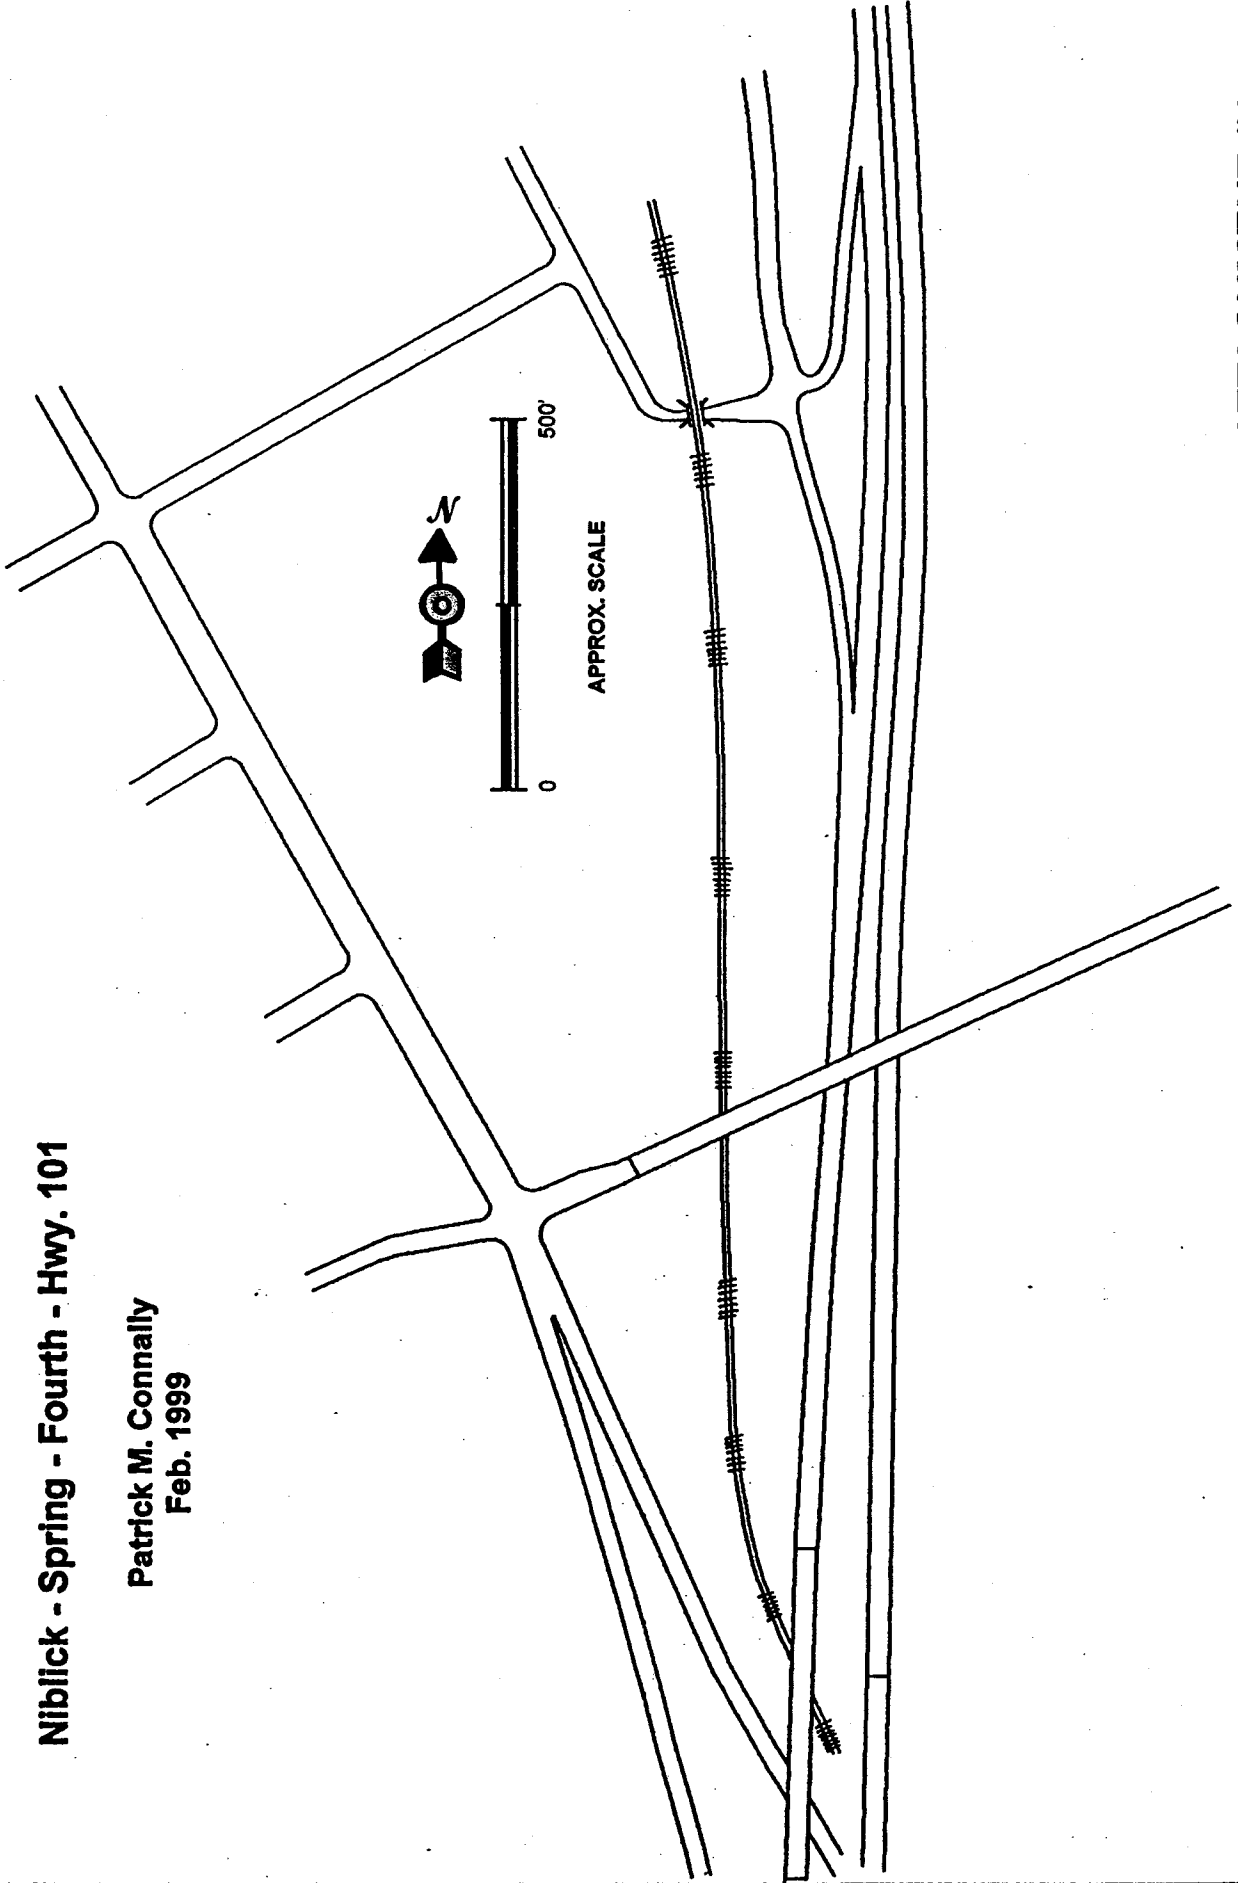 Niblick - Spring - Fourth - Hwy. 101
Patrick M. Connally
Feb. 1999
N
0
500'
APPROX. SCALE